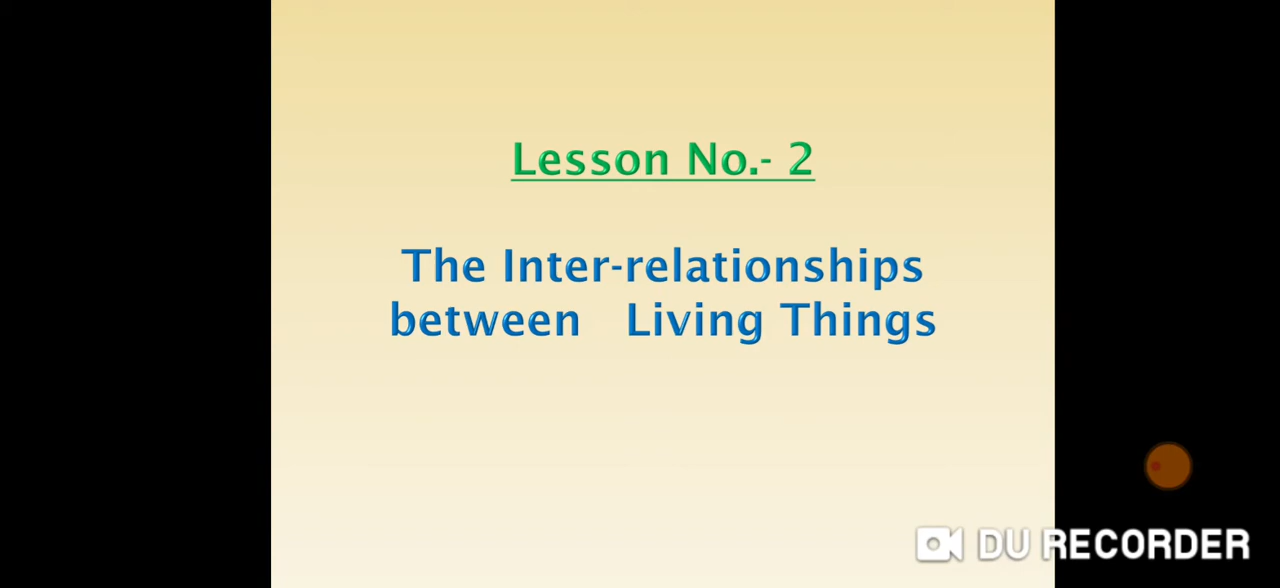 Lesson No.- 2
The Inter-relationships
between Living Things
DU RECORDER